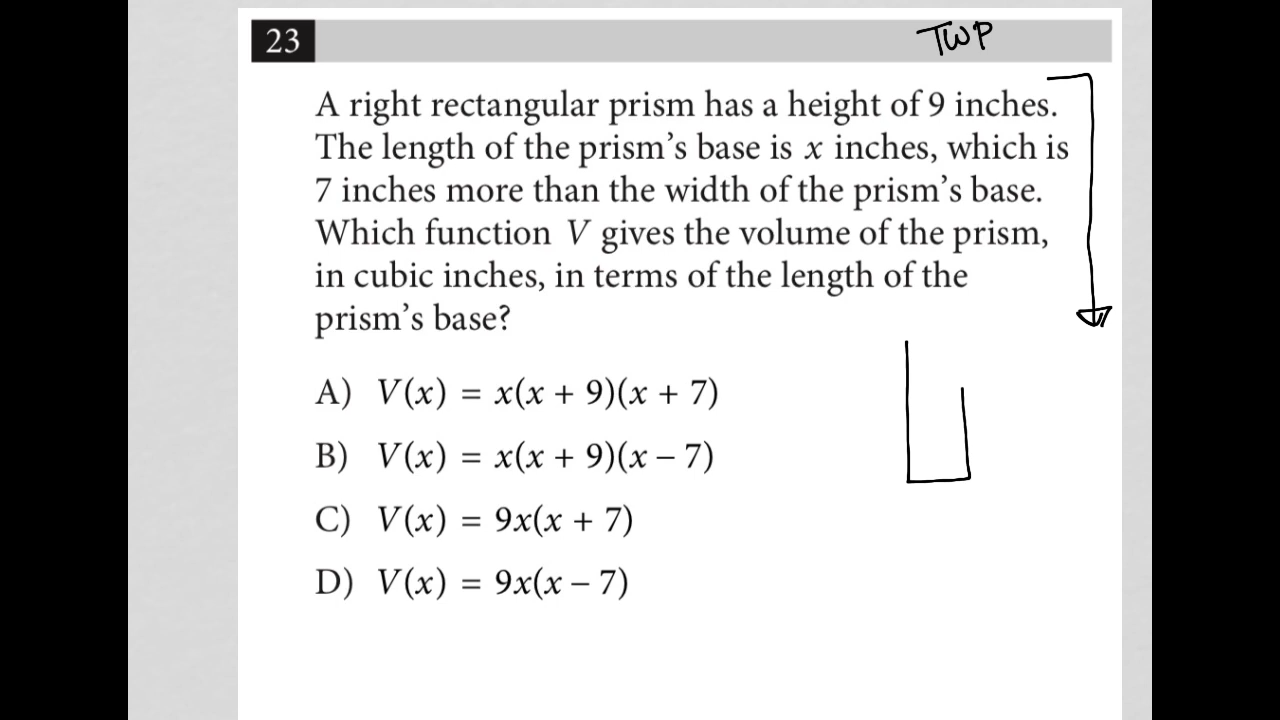 23
TWP
A right rectangular prism has a height of 9 inches.
The length of the prism’s base is x inches, which is
7 inches more than the width of the prism’s base.
Which function V gives the volume of the prism,
in cubic inches, in terms of the length of the
prism’s base?
A) V(x) = x(x + 9)(x + 7)
B) V(x) = x(x + 9)(x – 7)
C) V(x) = 9x(x + 7)
D) V(x) = 9x(x – 7)